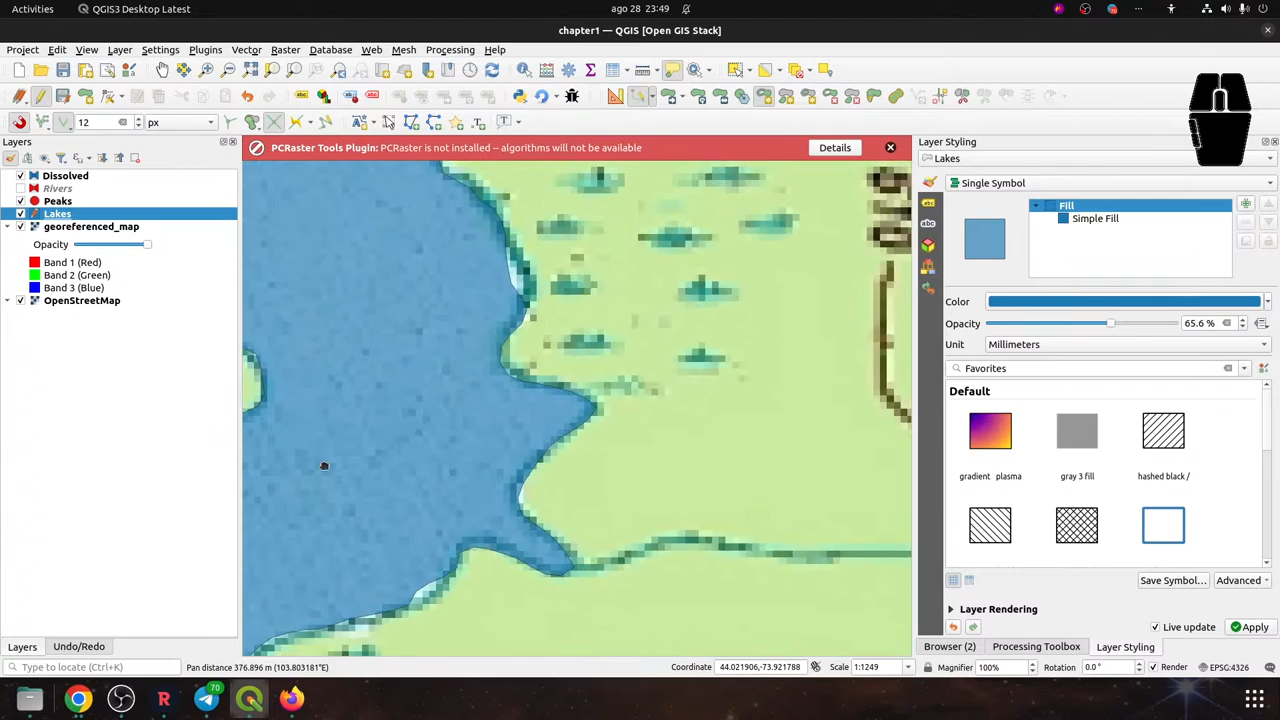 Activities
QGIS3 Desktop Latest
ago 28 23:49
chapter1 — QGIS [Open GIS Stack]
Project Edit View Layer Settings Plugins Vector Raster Database Web Mesh Processing Help
12 px
Layers
PCRaster Tools Plugin: PCRaster is not installed -- algorithms will not be available
Details
Layer Styling
Lakes
Dissolved
Rivers
Peaks
Lakes
georeferenced_map
Opacity
Band 1 (Red)
Band 2 (Green)
Band 3 (Blue)
OpenStreetMap
Single Symbol
Fill
Simple Fill
Color
Opacity 65.6 %
Unit Millimeters
Favorites
Default
gradient plasma
gray 3 fill
hashed black /
Save Symbol…
Advanced
Layer Rendering
Live update
Apply
Layers
Undo/Redo
Browser (2)
Processing Toolbox
Layer Styling
Type to locate (Ctrl+K)
Pan distance 376.896 m (103.803181°E)
Coordinate 44.021906,-73.921788
Scale 1:1249
Magnifier 100%
Rotation 0.0 °
Render
EPSG:4326
70